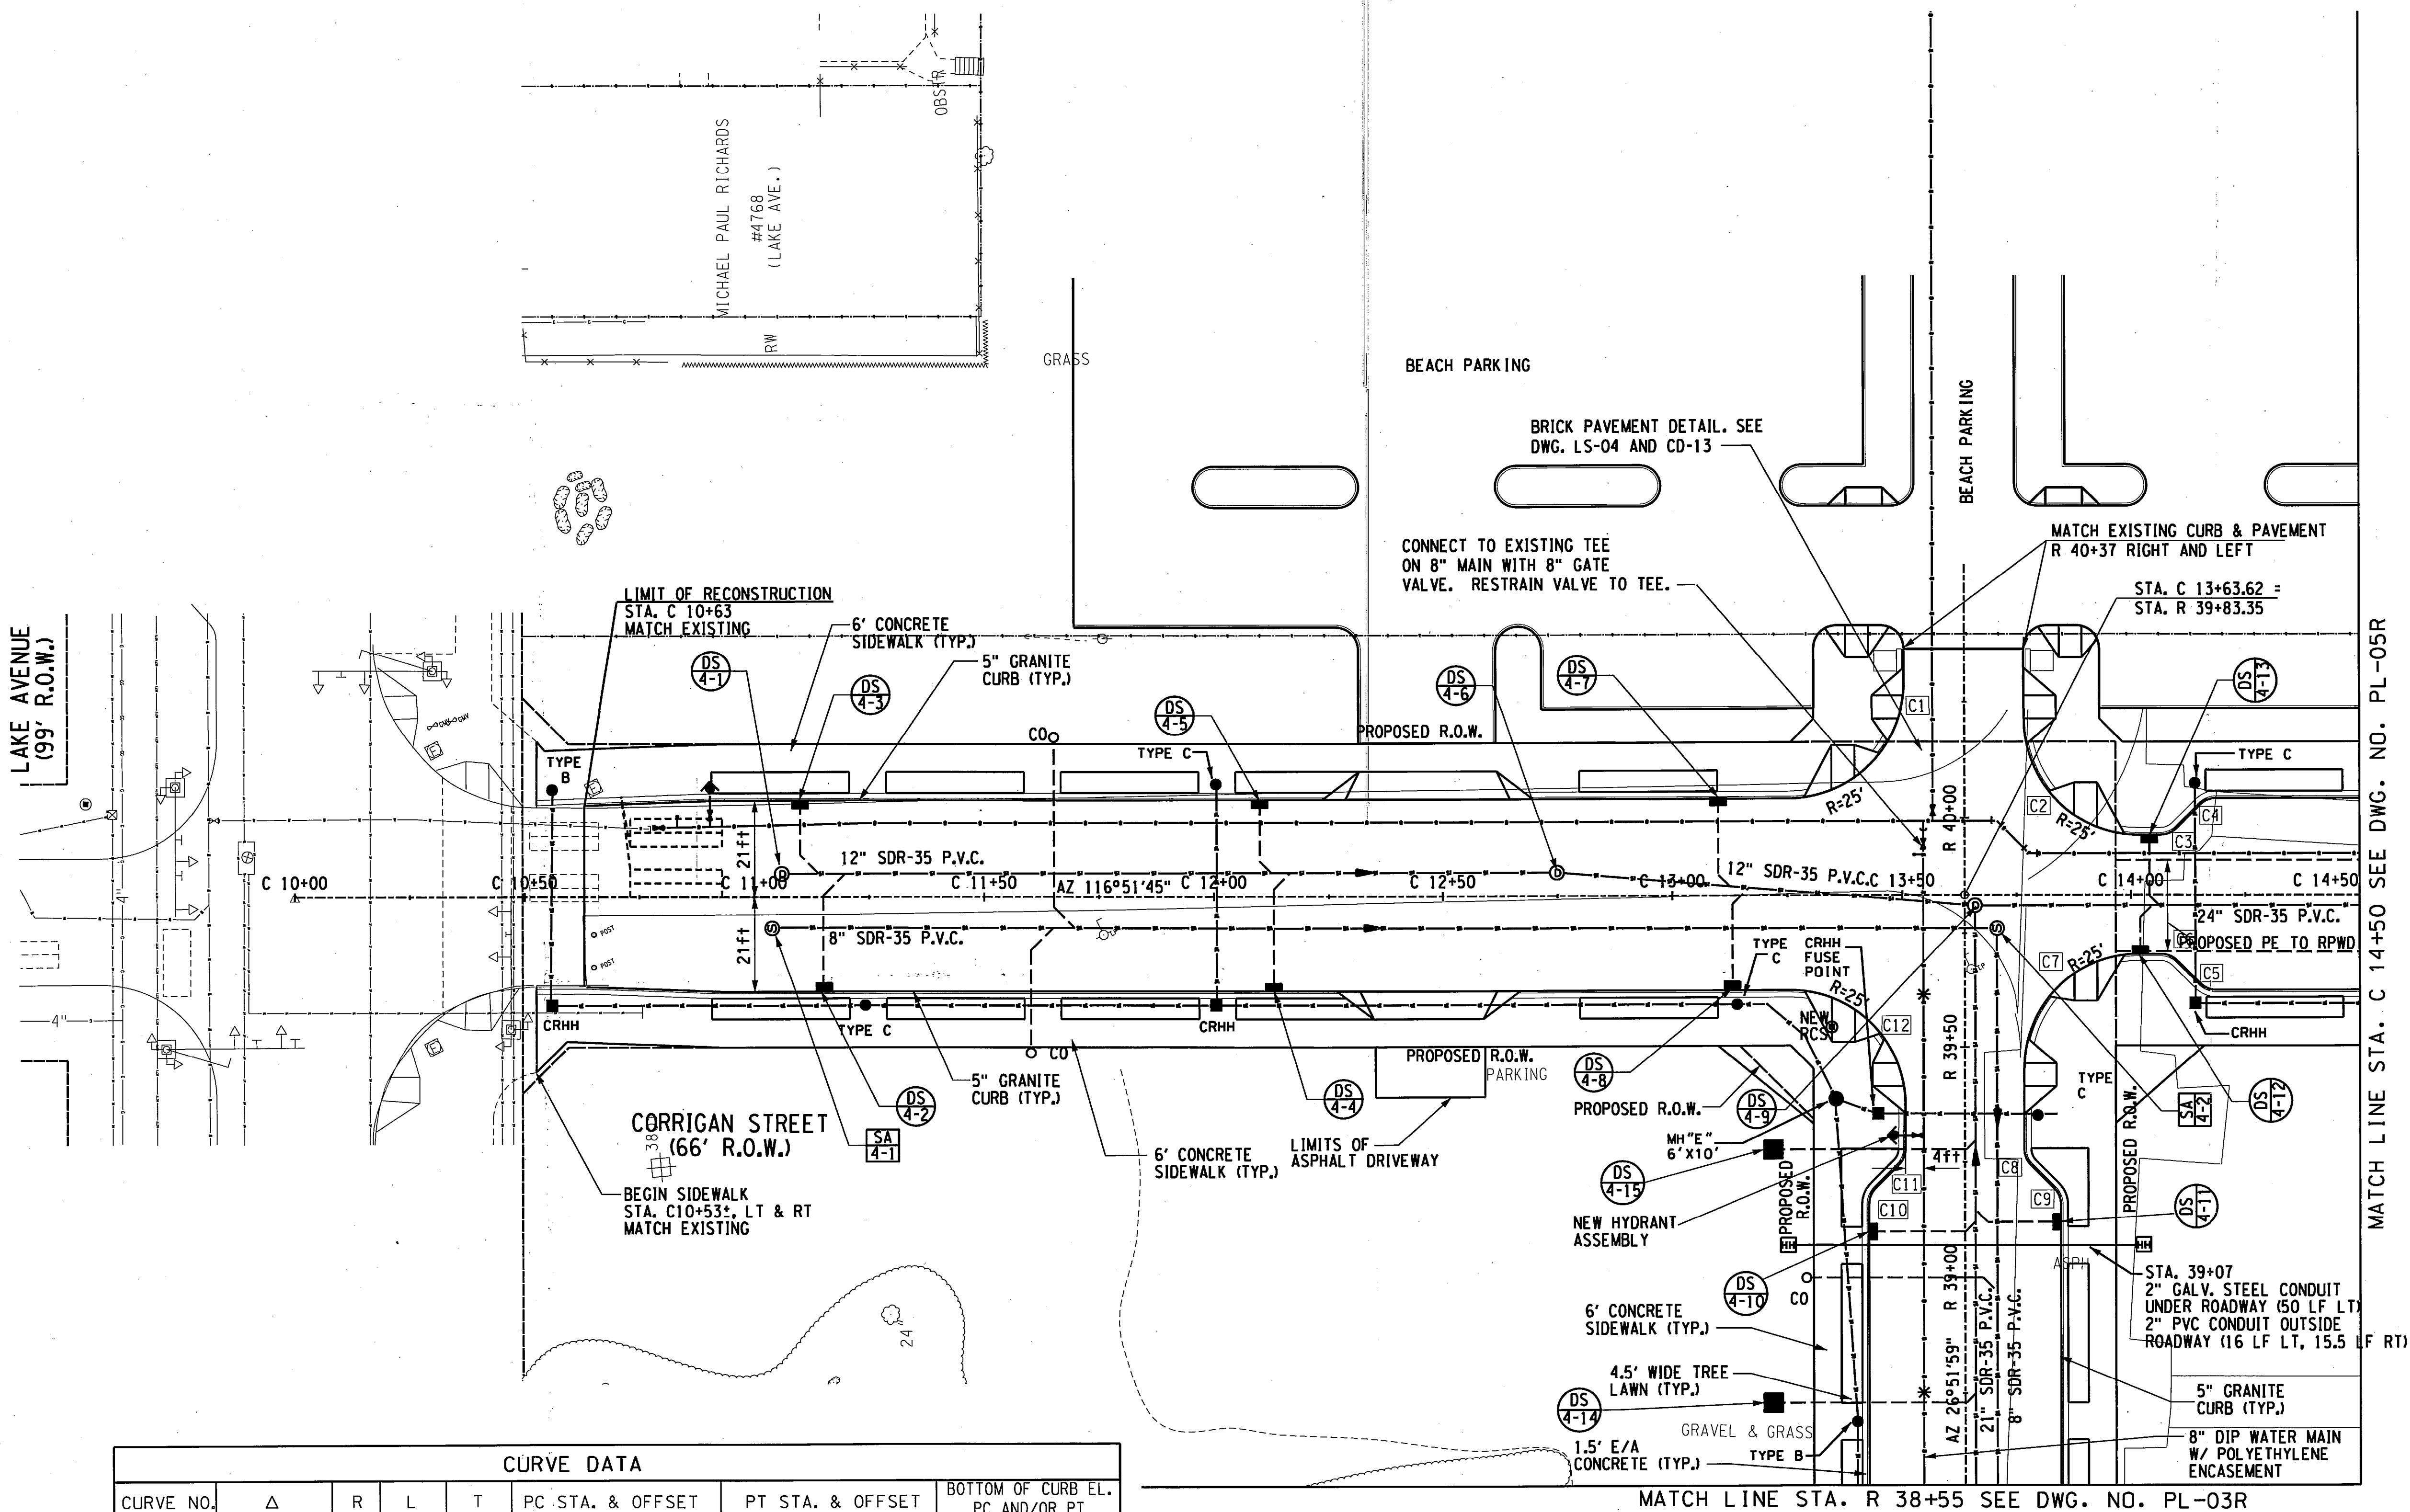 OBSTR
MICHAEL PAUL RICHARDS
#4768
(LAKE AVE.)
RW
GRASS
BEACH PARKING
BEACH PARKING
BRICK PAVEMENT DETAIL. SEE
DWG. LS-04 AND CD-13
CONNECT TO EXISTING TEE
ON 8" MAIN WITH 8" GATE
VALVE. RESTRAIN VALVE TO TEE.
MATCH EXISTING CURB & PAVEMENT
R 40+37 RIGHT AND LEFT
STA. C 13+63.62 =
STA. R 39+83.35
LIMIT OF RECONSTRUCTION
STA. C 10+63
MATCH EXISTING
6' CONCRETE
SIDEWALK (TYP.)
5" GRANITE
CURB (TYP.)
LAKE AVENUE
(99' R.O.W.)
DS
4-1
DS
4-3
DS
4-5
DS
4-6
DS
4-7
DS
4-13
C1
CO
PROPOSED R.O.W.
TYPE
B
TYPE C
TYPE C
E
E
R=25'
C2
R=25'
C4
C3
R 40+00
21ft
12" SDR-35 P.V.C.
12" SDR-35 P.V.C.
C 10+00
C 10+50
C 11+00
C 11+50
AZ 116°51'45"
C 12+00
C 12+50
C 13+00
C 13+50
C 14+00
C 14+50
24" SDR-35 P.V.C.
PROPOSED PE TO RPWD
8" SDR-35 P.V.C.
21ft
POST
POST
4"
4"
TYPE
C
CRHH
FUSE
POINT
R=25'
C7
R=25'
C5
NEW
RCS
C12
R 39+50
CRHH
TYPE C
CRHH
CRHH
CO
E
PROPOSED R.O.W.
PARKING
5" GRANITE
CURB (TYP.)
DS
4-2
DS
4-4
DS
4-8
DS
4-9
PROPOSED R.O.W.
TYPE
C
SA
4-2
DS
4-12
PROPOSED R.O.W.
CORRIGAN STREET
(66' R.O.W.)
38"
SA
4-1
LIMITS OF
ASPHALT DRIVEWAY
6' CONCRETE
SIDEWALK (TYP.)
MH"E"
6'X10'
4ft
C8
DS
4-15
C11
C9
C10
DS
4-11
PROPOSED
R.O.W.
BEGIN SIDEWALK
STA. C10+53±, LT & RT
MATCH EXISTING
NEW HYDRANT
ASSEMBLY
HH
HH
ASPH
R 39+00
DS
4-10
CO
STA. 39+07
2" GALV. STEEL CONDUIT
UNDER ROADWAY (50 LF LT)
2" PVC CONDUIT OUTSIDE
ROADWAY (16 LF LT, 15.5 LF RT)
24"
6' CONCRETE
SIDEWALK (TYP.)
4.5' WIDE TREE
LAWN (TYP.)
DS
4-14
AZ 26°51'59"
21" SDR-35 P.V.C.
8" SDR-35 P.V.C.
5" GRANITE
CURB (TYP.)
GRAVEL & GRASS
TYPE B
1.5' E/A
CONCRETE (TYP.)
8" DIP WATER MAIN
W/ POLYETHYLENE
ENCASEMENT
MATCH LINE STA. C 14+50 SEE DWG. NO. PL-05R
MATCH LINE STA. R 38+55 SEE DWG. NO. PL-03R
CURVE DATA
CURVE NO. Δ R L T PC STA. & OFFSET PT STA. & OFFSET BOTTOM OF CURB EL.
PC AND/OR PT